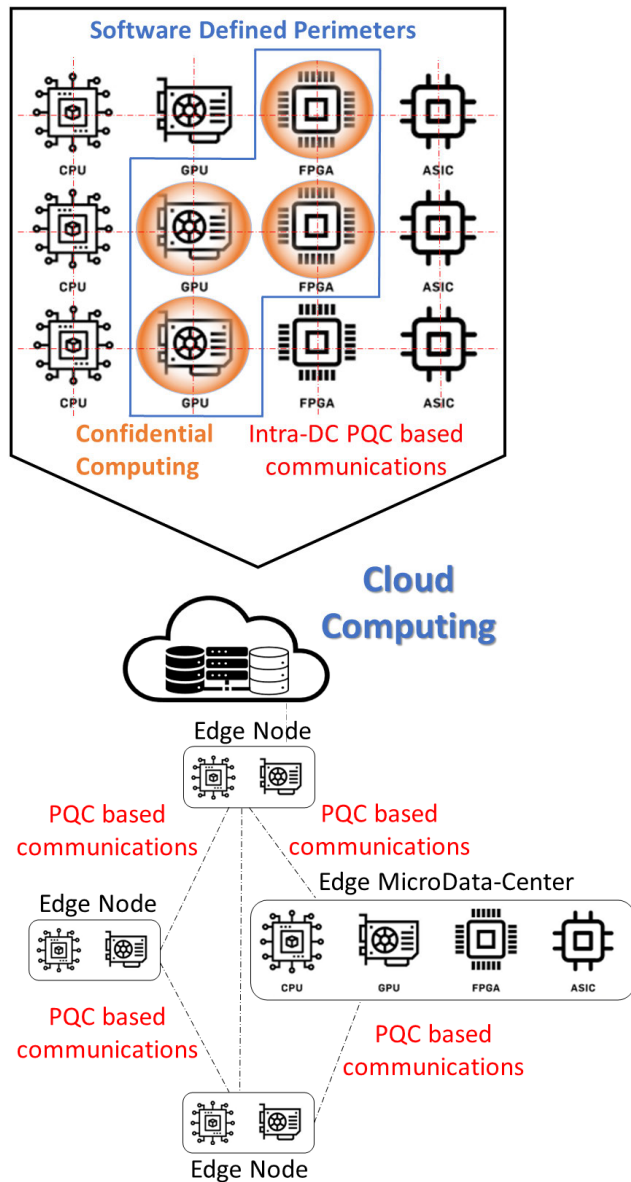 Software Defined Perimeters
CPU GPU FPGA ASIC
CPU GPU FPGA ASIC
CPU GPU FPGA ASIC
Confidential
Computing
Intra-DC PQC based
communications
Cloud
Computing
Edge Node
PQC based
communications
PQC based
communications
Edge Node
Edge MicroData-Center
CPU GPU FPGA ASIC
PQC based
communications
PQC based
communications
Edge Node